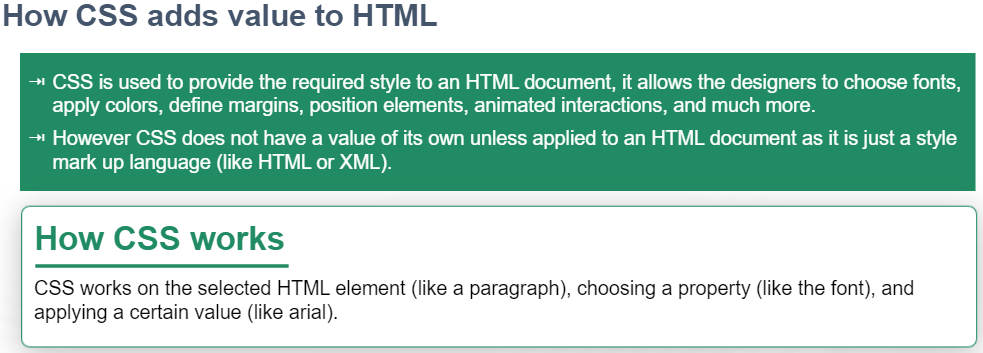 How CSS adds value to HTML
⇥ CSS is used to provide the required style to an HTML document, it allows the designers to choose fonts,
apply colors, define margins, position elements, animated interactions, and much more.
⇥ However CSS does not have a value of its own unless applied to an HTML document as it is just a style
mark up language (like HTML or XML).
How CSS works
CSS works on the selected HTML element (like a paragraph), choosing a property (like the font), and
applying a certain value (like arial).